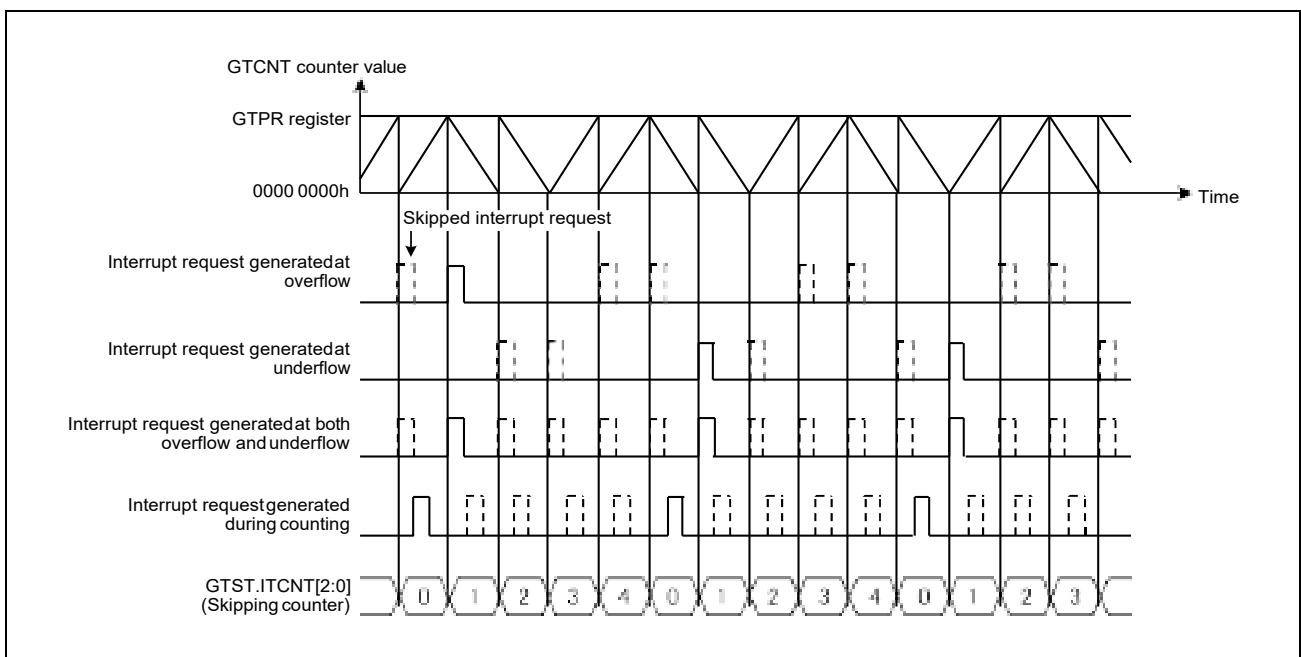 GTCNT counter value
GTPR register
0000 0000h
Time
Skipped interrupt request
Interrupt request generatedat
overflow
Interrupt request generatedat
underflow
Interrupt request generatedat both
overflow andunderflow
Interrupt requestgenerated
during counting
GTST.ITCNT[2:0]
(Skipping counter)
0 1 2 3 4 0 1 2 3 4 0 1 2 3